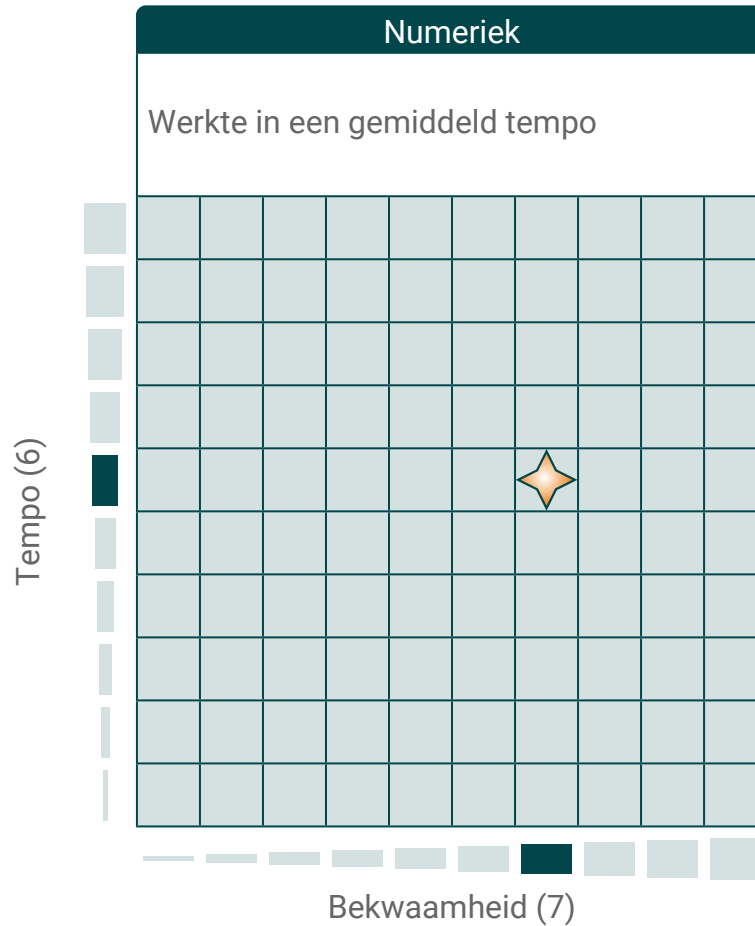 Numeriek
Werkte in een gemiddeld tempo
Tempo (6)
Bekwaamheid (7)